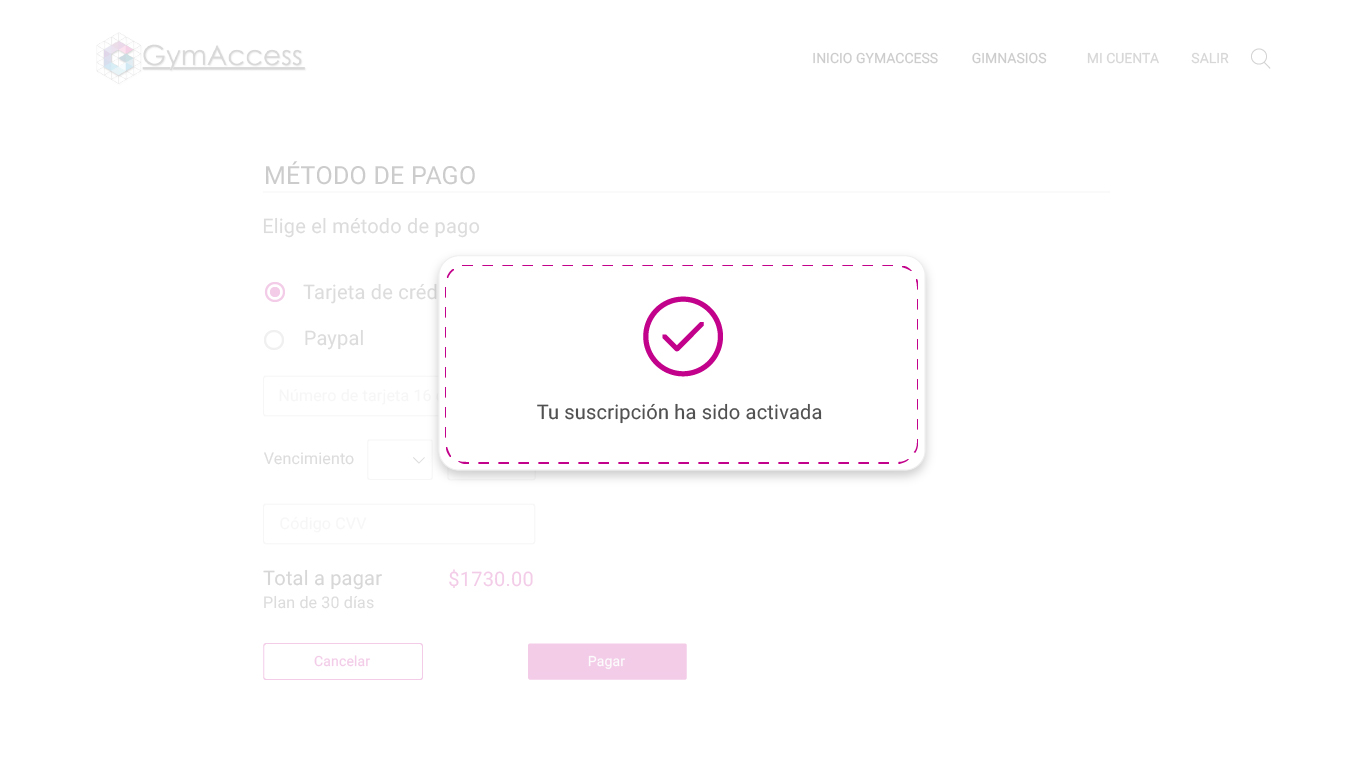 GymAccess
INICIO GYMACCESS GIMNASIOS MI CUENTA SALIR
MÉTODO DE PAGO
Elige el método de pago
Tarjeta de créd
Paypal
Tu suscripción ha sido activada
Número de tarjeta 16
Vencimiento
Código CVV
Total a pagar $1730.00
Plan de 30 días
Cancelar Pagar